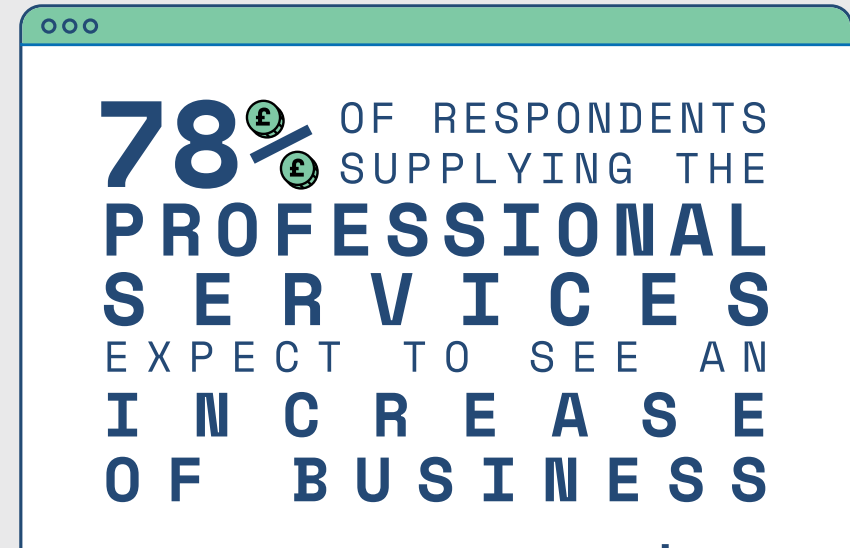 78% OF RESPONDENTS
SUPPLYING THE
PROFESSIONAL
SERVICES
EXPECT TO SEE AN
INCREASE
OF BUSINESS